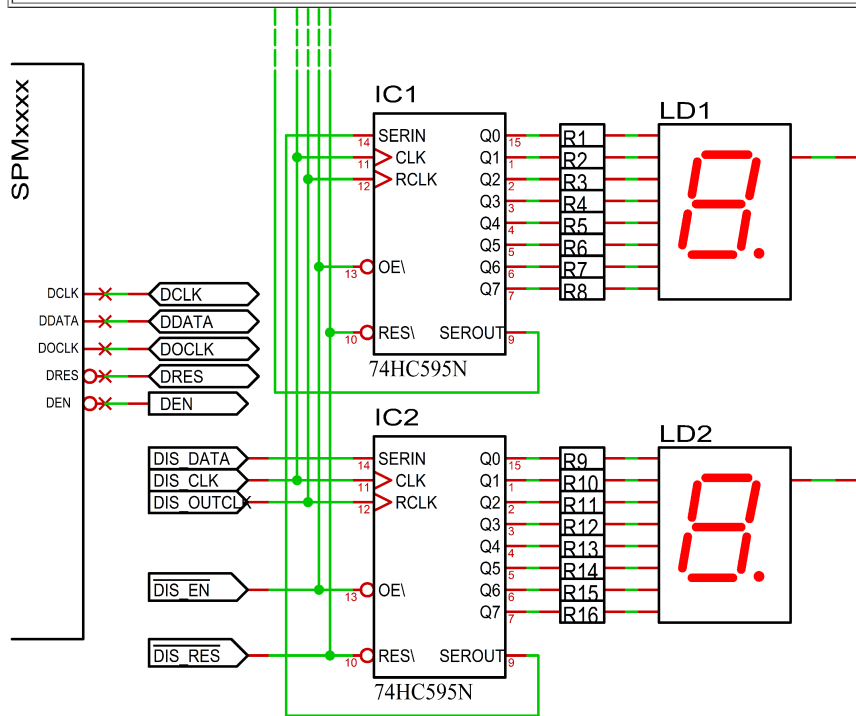 SPMxxxx
DCLK DCLK
DDATA DDATA
DOCLK DOCLK
DRES DRES
DEN DEN
IC1
14 SERIN Q0 15 R1
11 CLK Q1 1 R2
12 RCLK Q2 2 R3
Q3 3 R4
Q4 4 R5
Q5 5 R6
13 OE\ Q6 6 R7
Q7 7 R8
10 RES\ SEROUT 9
74HC595N
LD1
8.
IC2
DIS_DATA 14 SERIN Q0 15 R9
DIS_CLK 11 CLK Q1 1 R10
DIS_OUTCLK 12 RCLK Q2 2 R11
Q3 3 R12
Q4 4 R13
Q5 5 R14
DIS_EN 13 OE\ Q6 6 R15
Q7 7 R16
DIS_RES 10 RES\ SEROUT 9
74HC595N
LD2
8.